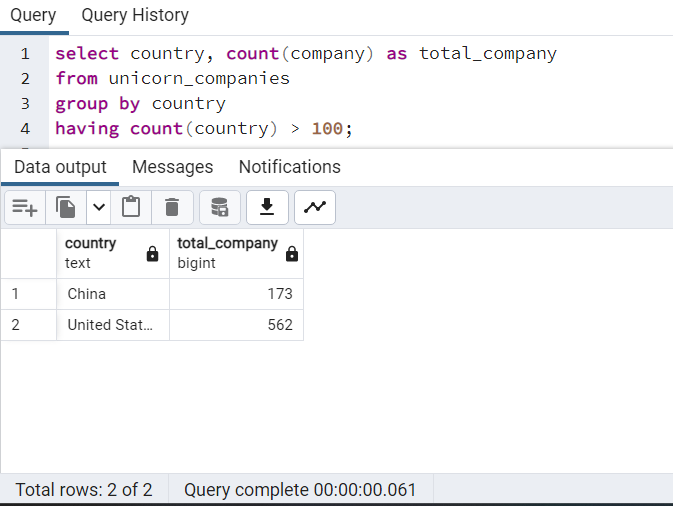 Query Query History
1 select country, count(company) as total_company
2 from unicorn_companies
3 group by country
4 having count(country) > 100;
Data output Messages Notifications
country total_company
text bigint
1 China 173
2 United Stat... 562
Total rows: 2 of 2 Query complete 00:00:00.061